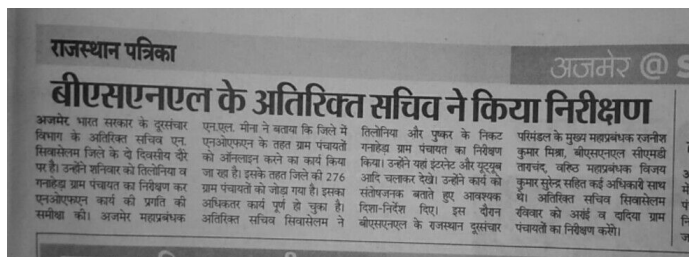 राजस्थान पत्रिका
अजमेर @
बीएसएनएल के अतिरिक्त सचिव ने किया निरीक्षण
अजमेर. भारत सरकार के दूरसंचार
विभाग के अतिरिक्त सचिव एन.
सिवासेलम जिले के दो दिवसीय दौरे
पर है। उन्होंने शनिवार को तिलोनिया व
गनाहेड़ा ग्राम पंचायत का निरीक्षण कर
एनओएफएन कार्य की प्रगति की
समीक्षा की। अजमेर महाप्रबंधक
एन.एल. मीना ने बताया कि जिले में
एनओएफएन के तहत ग्राम पंचायतों
को ऑनलाइन करने का कार्य किया
जा रहा है। इसके तहत जिले की 276
ग्राम पंचायतों को जोड़ा गया है। इसका
अधिकतर कार्य पूर्ण हो चुका है।
अतिरिक्त सचिव सिवासेलम ने
तिलोनिया और पुष्कर के निकट
गनाहेड़ा ग्राम पंचायत का निरीक्षण
किया। उन्होंने यहां इंटरनेट और यूट्यूब
आदि चलाकर देखे। उन्होंने कार्य को
संतोषजनक बताते हुए आवश्यक
दिशा-निर्देश दिए। इस दौरान
बीएसएनएल के राजस्थान दूरसंचार
परिमंडल के मुख्य महाप्रबंधक रजनीश
कुमार मिश्रा, बीएसएनएल सीएमडी
ताराचंद, वरिष्ठ महाप्रबंधक विजय
कुमार सुरेन्द्र सहित कई अधिकारी साथ
थे। अतिरिक्त सचिव सिवासेलम
रविवार को अराई व दादिया ग्राम
पंचायतों का निरीक्षण करेंगे।